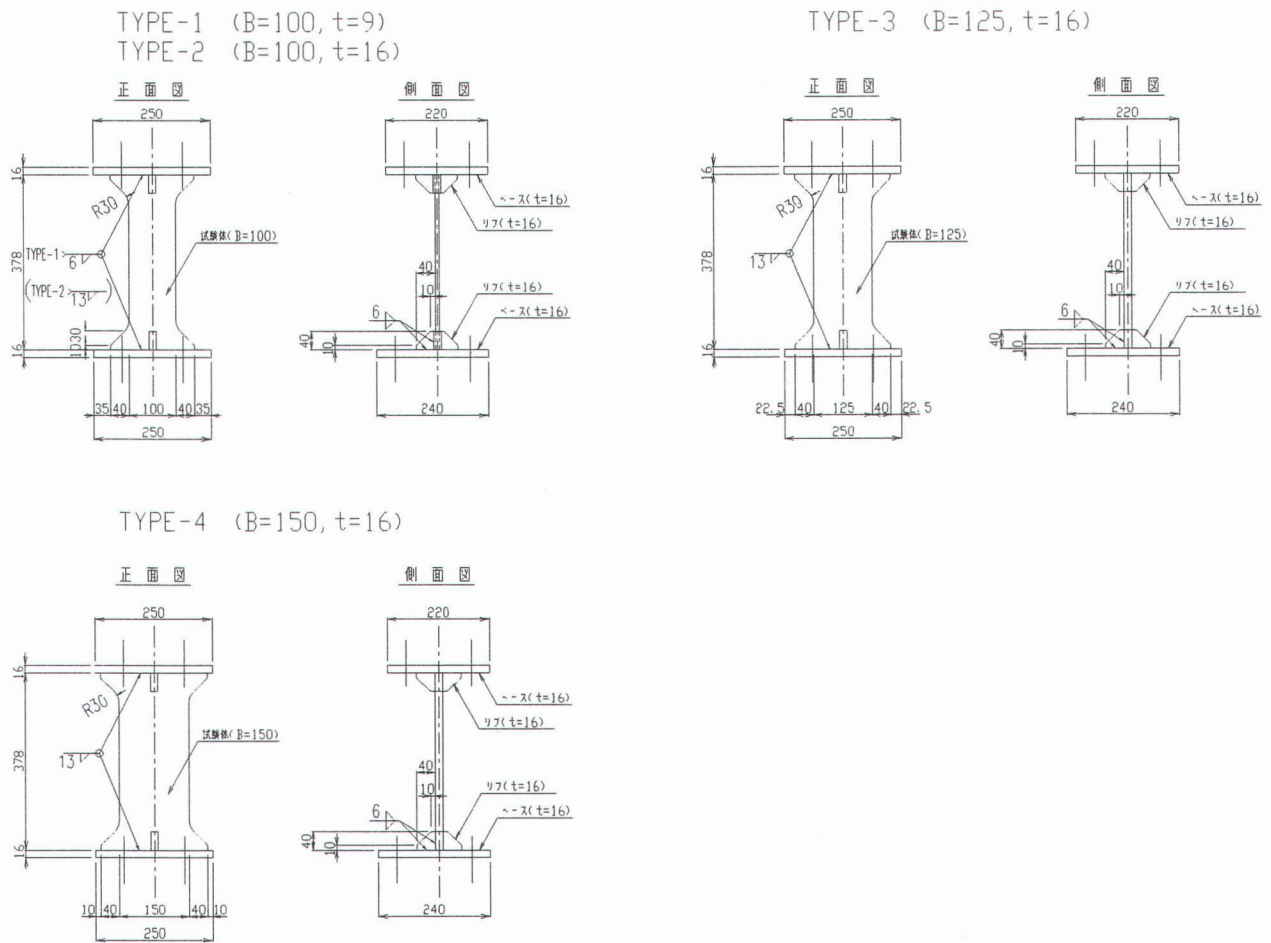 TYPE-1 (B=100, t=9)
TYPE-2 (B=100, t=16)
正面図
側面図
250
220
16
R30
ベース(t=16)
リブ(t=16)
試験体(B=100)
TYPE-1
6
378
(TYPE-2 13)
40
10
リブ(t=16)
ベース(t=16)
6
40
10
10 30
16
35 40 100 40 35
250
240
TYPE-3 (B=125, t=16)
正面図
側面図
250
220
16
R30
ベース(t=16)
リブ(t=16)
試験体(B=125)
13
378
40
10
リブ(t=16)
ベース(t=16)
6
40
10
16
22.5 40 125 40 22.5
250
240
TYPE-4 (B=150, t=16)
正面図
側面図
250
220
16
R30
ベース(t=16)
リブ(t=16)
試験体(B=150)
13
378
40
10
リブ(t=16)
ベース(t=16)
6
40
10
16
10 40 150 40 10
250
240